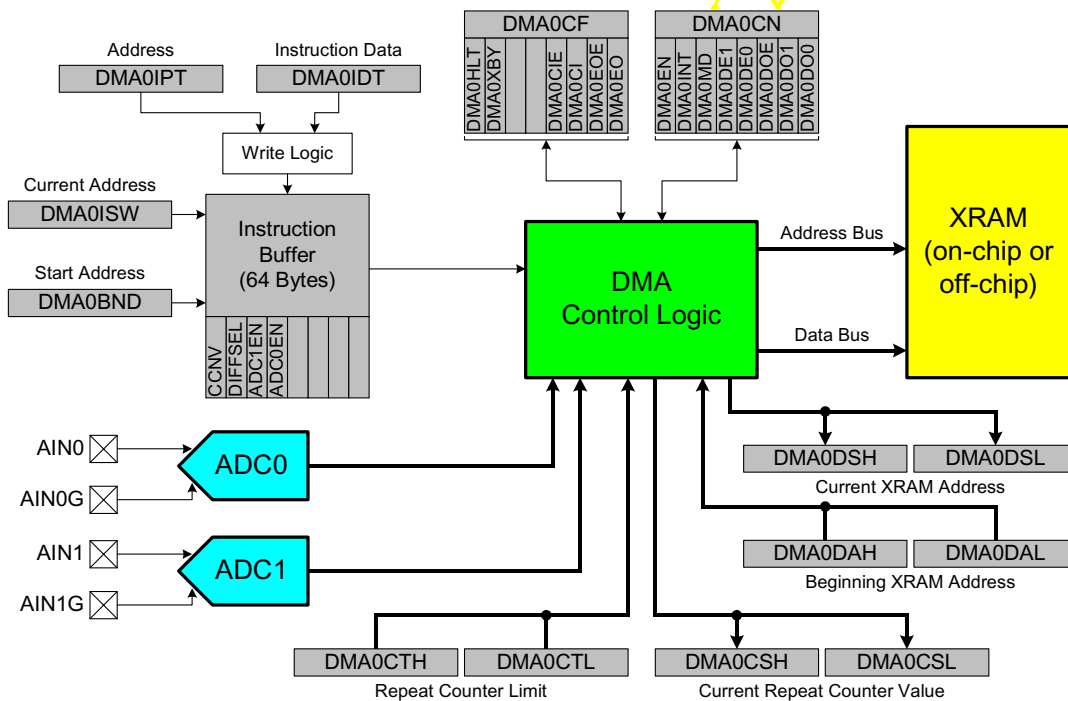 DMA0CF
DMA0CN
Address
Instruction Data
DMA0IPT
DMA0IDT
DMA0HLT
DMA0XBY
DMA0CIE
DMA0CI
DMA0EOE
DMA0EO
DMA0EN
DMA0INT
DMA0MD
DMA0DE1
DMA0DE0
DMA0DOE
DMA0DO1
DMA0DO0
Write Logic
Current Address
DMA0ISW
Instruction
Buffer
(64 Bytes)
Start Address
DMA0BND
CCNV
DIFFSEL
ADC1EN
ADC0EN
DMA
Control Logic
Address Bus
Data Bus
XRAM
(on-chip or
off-chip)
AIN0
AIN0G
ADC0
AIN1
AIN1G
ADC1
DMA0DSH
DMA0DSL
Current XRAM Address
DMA0DAH
DMA0DAL
Beginning XRAM Address
DMA0CTH
DMA0CTL
Repeat Counter Limit
DMA0CSH
DMA0CSL
Current Repeat Counter Value